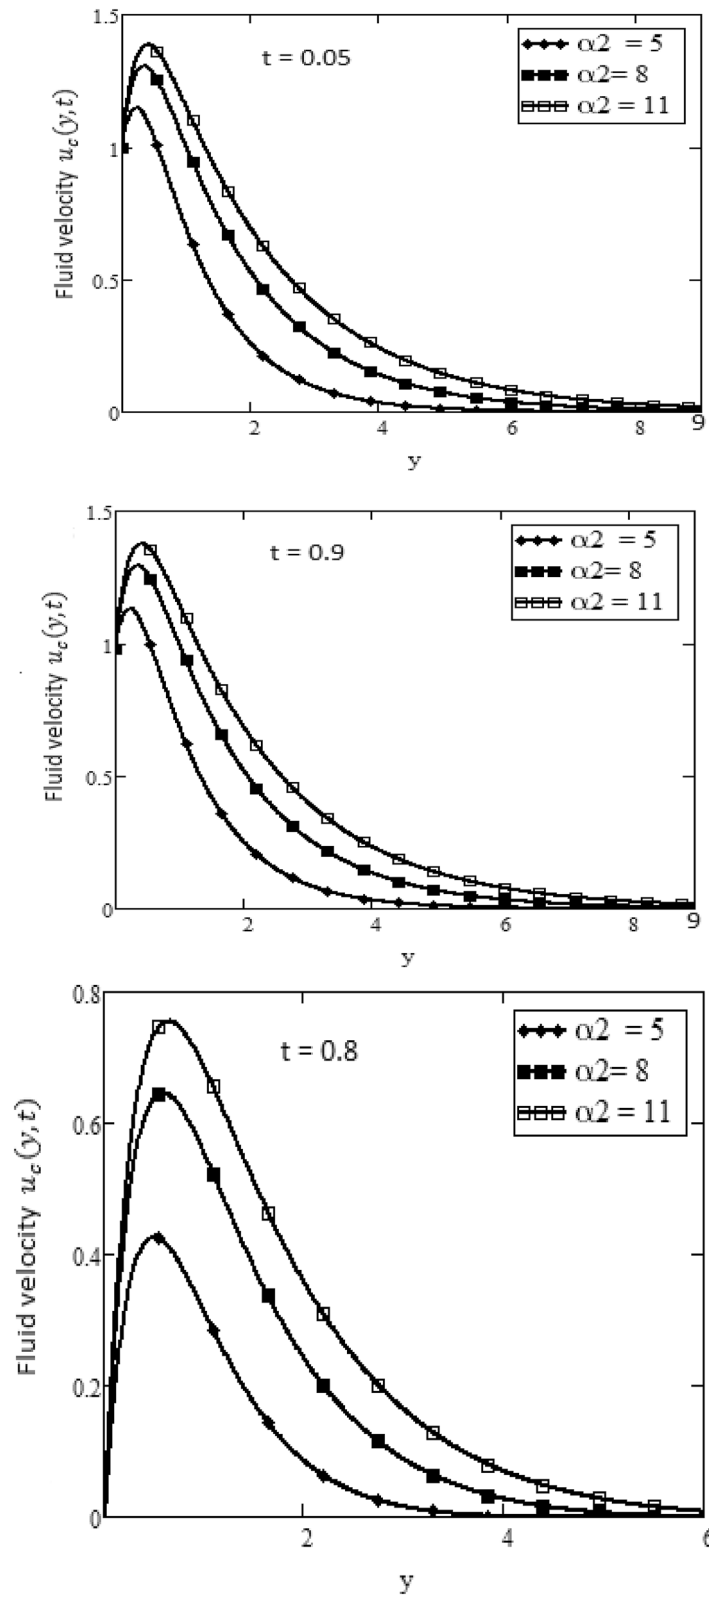 1.5
t = 0.05
α2 = 5
α2= 8
α2 = 11
Fluid velocity u_c(y,t)
1
0.5
0
2
4
6
8
9
y
1.5
t = 0.9
α2 = 5
α2= 8
α2 = 11
Fluid velocity u_c(y,t)
1
0.5
0
2
4
6
8
9
y
0.8
t = 0.8
α2 = 5
α2= 8
α2 = 11
Fluid velocity u_c(y,t)
0.6
0.4
0.2
0
2
4
6
y